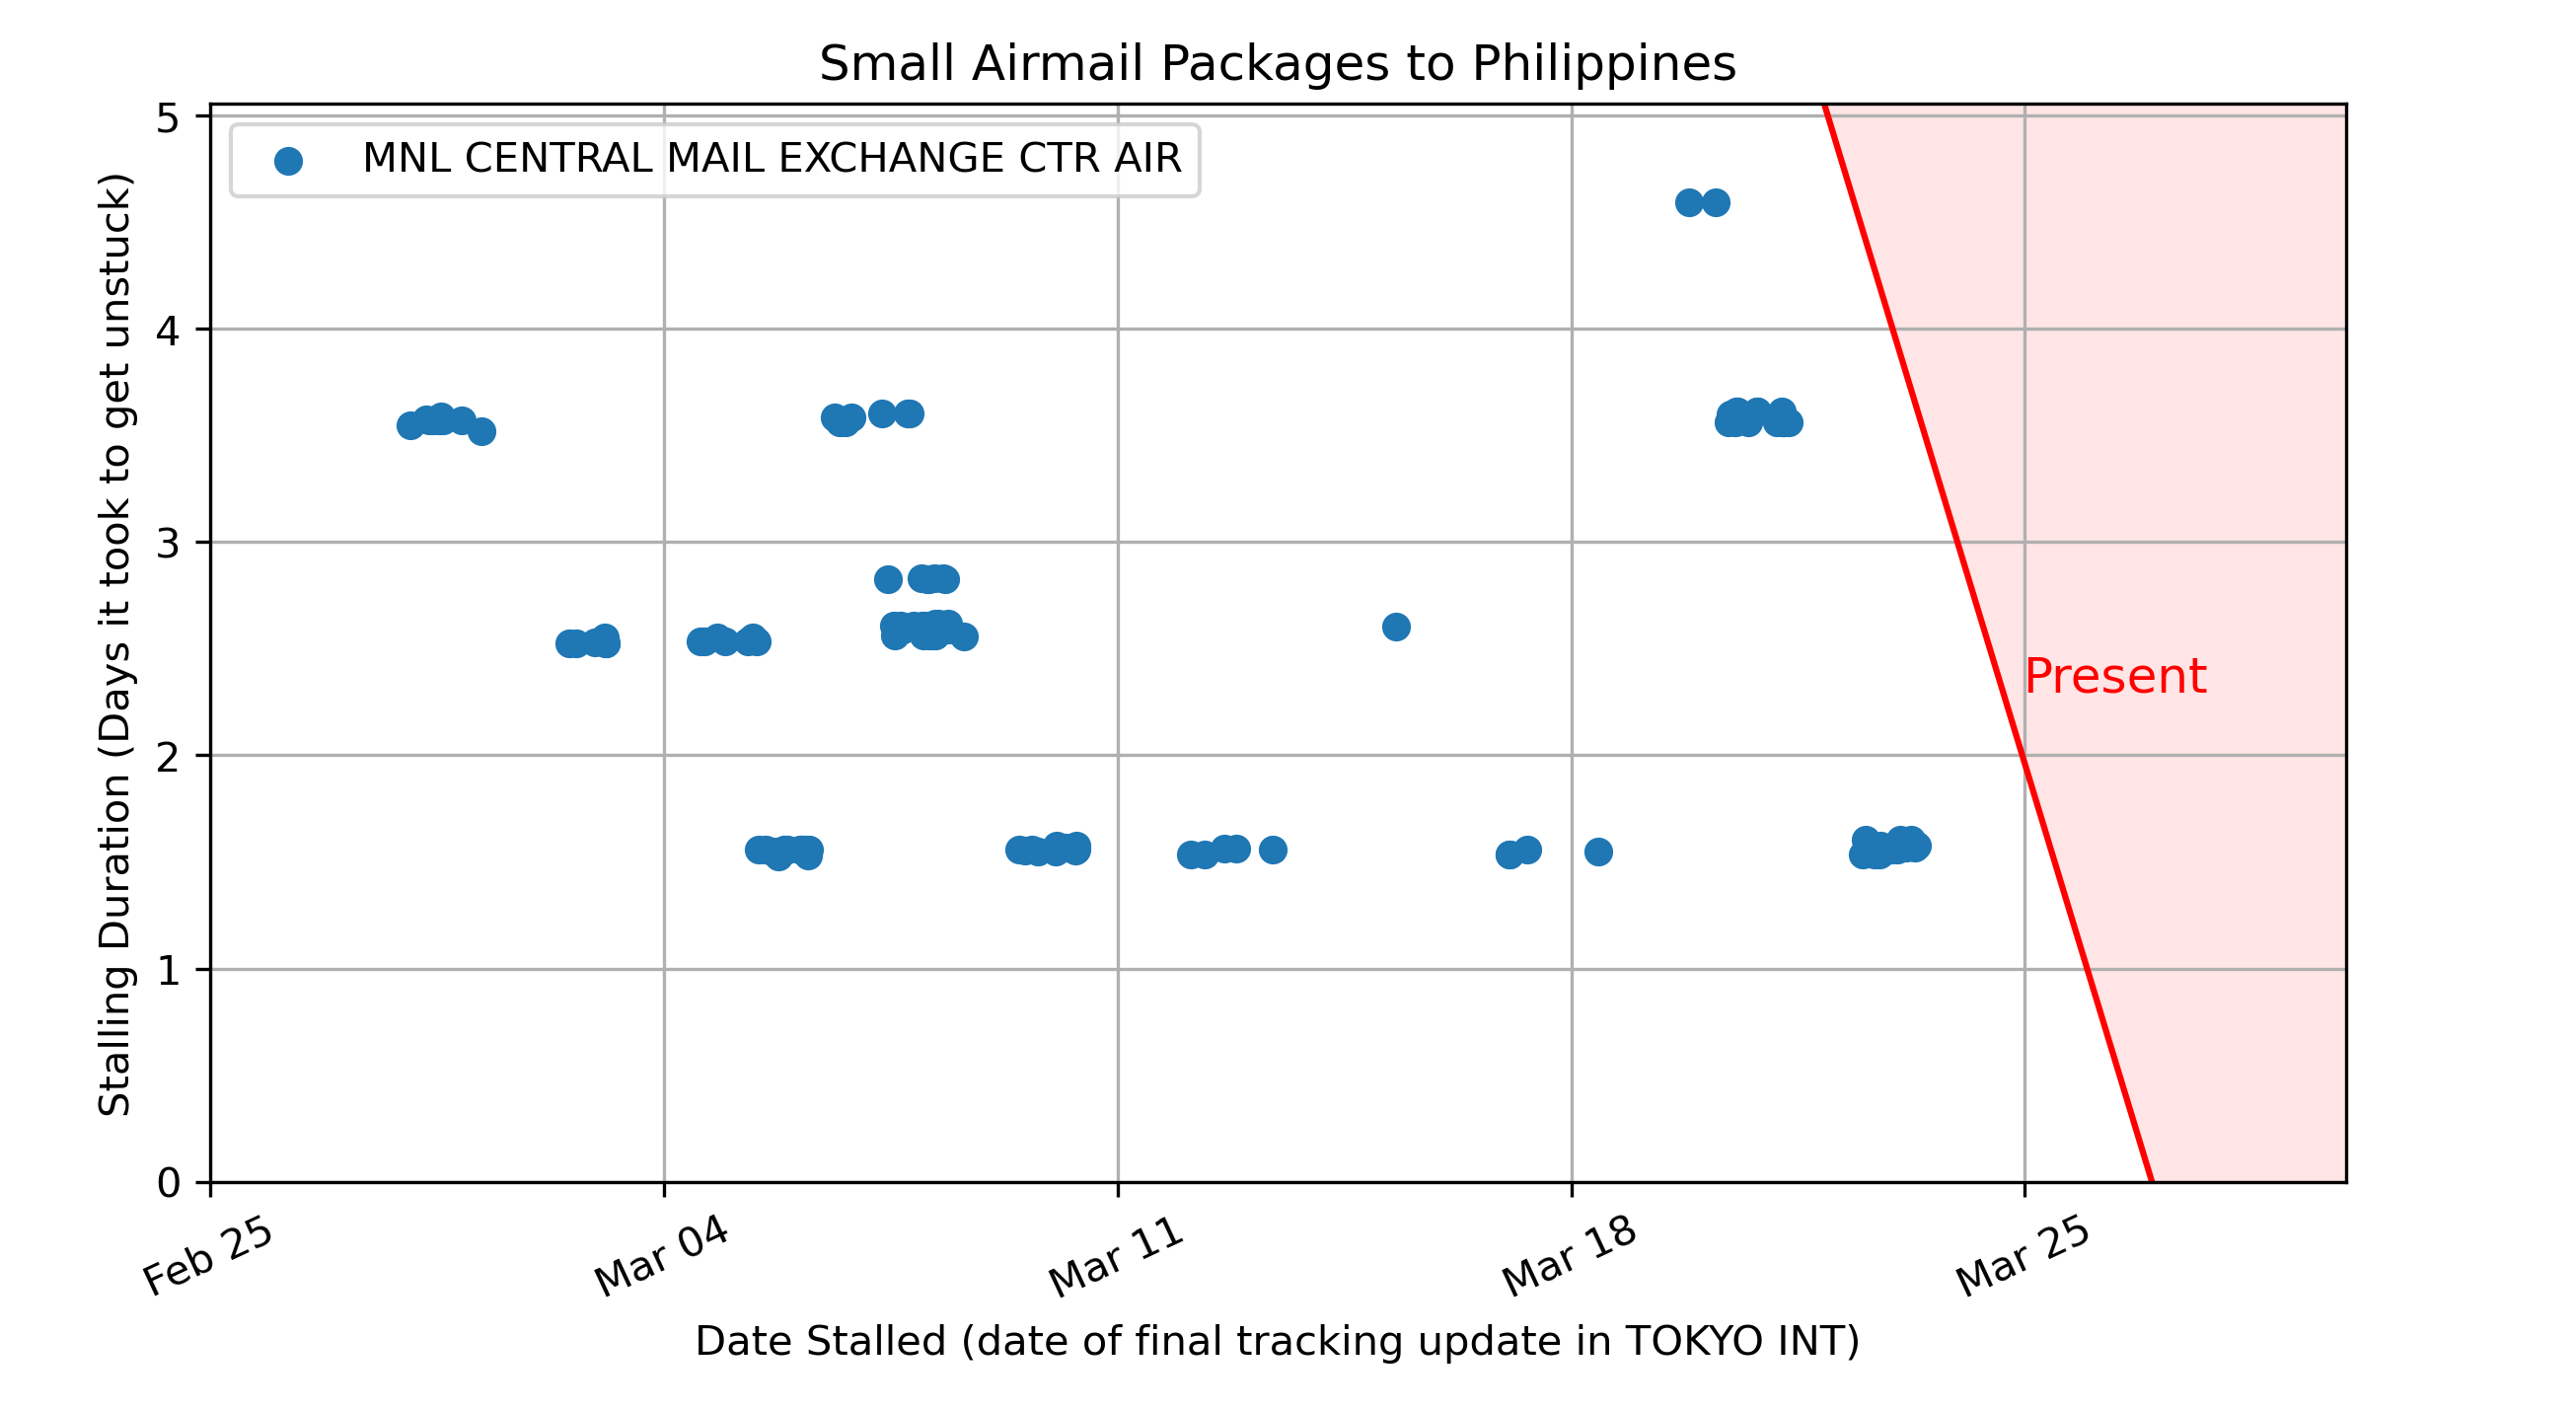 Small Airmail Packages to Philippines
MNL CENTRAL MAIL EXCHANGE CTR AIR
Stalling Duration (Days it took to get unstuck)
5
4
3
2
1
0
Present
Feb 25
Mar 04
Mar 11
Mar 18
Mar 25
Date Stalled (date of final tracking update in TOKYO INT)